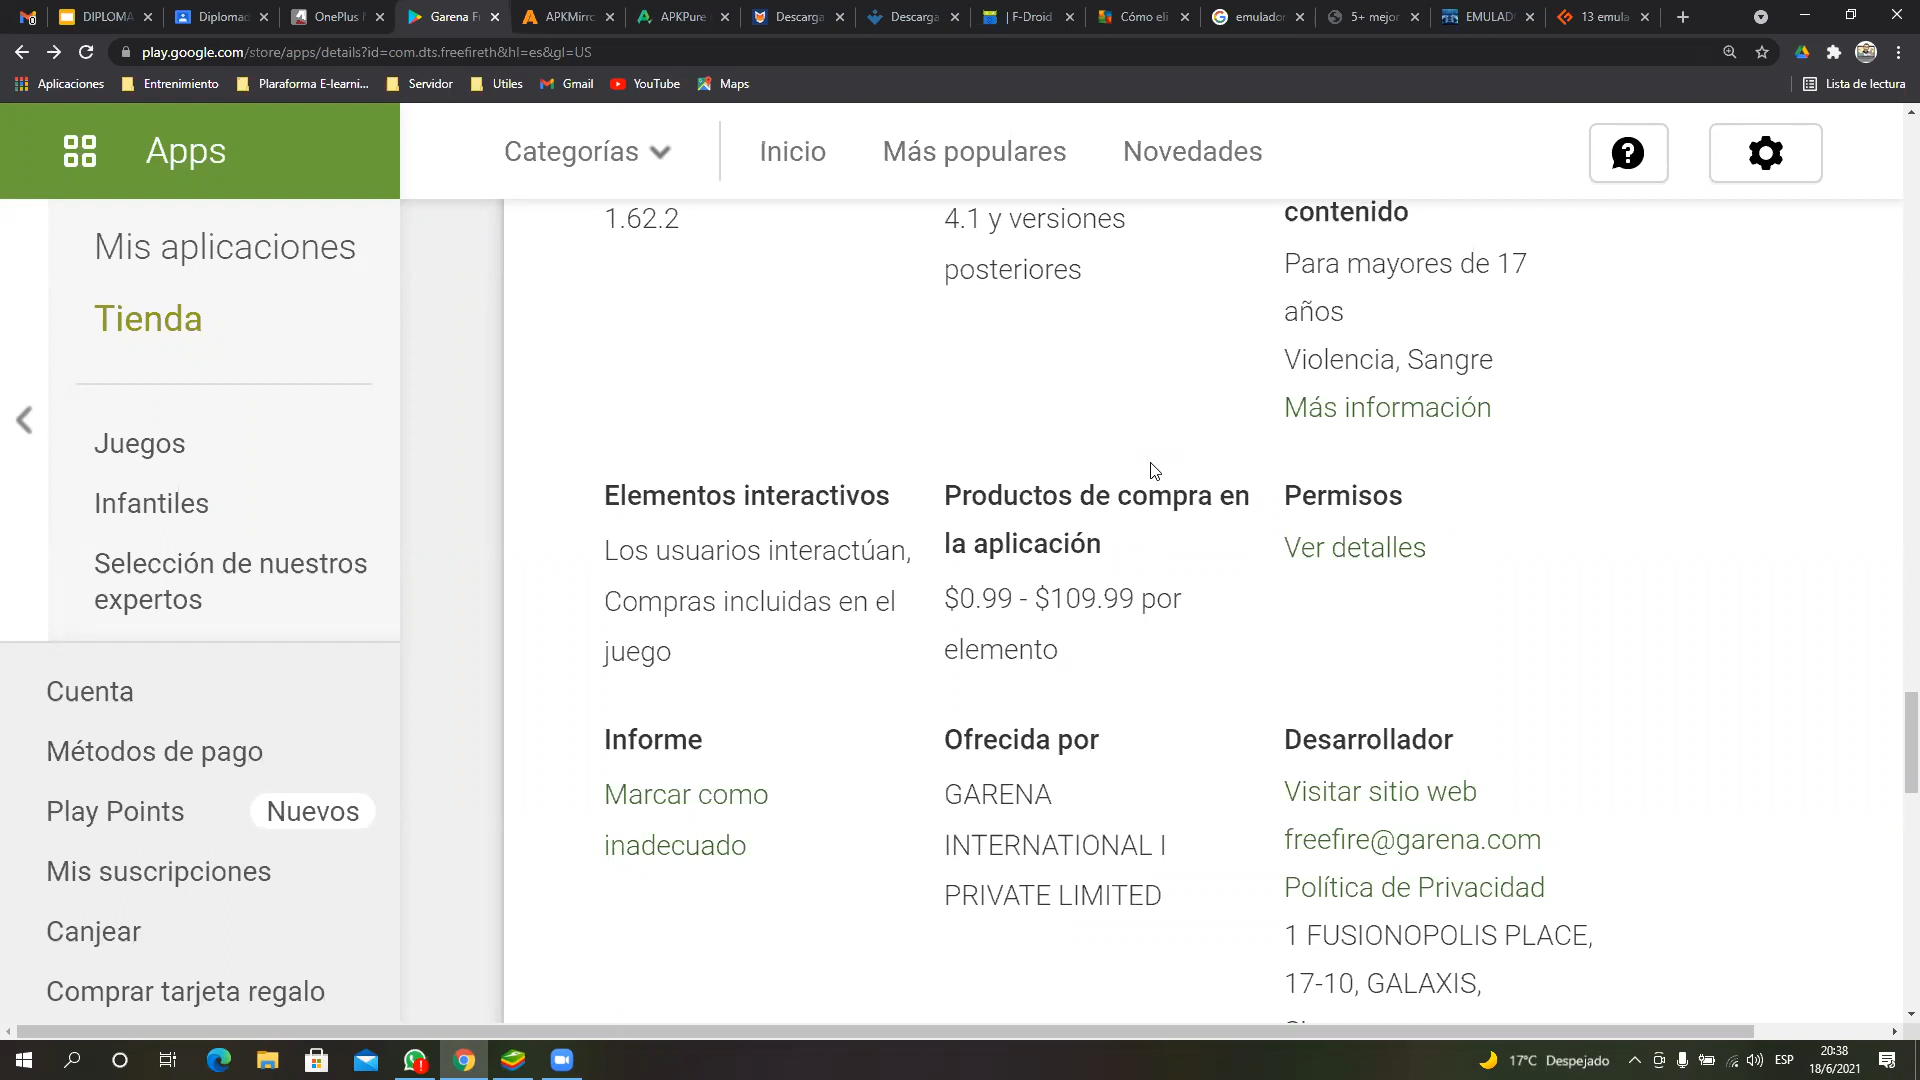 DIPLOMA
Diplomad
OnePlus N
Garena F
APKMirro
APKPure
Descarga
Descarga
| F-Droid
Cómo eli
emulador
5+ mejor
EMULAD
13 emula
play.google.com/store/apps/details?id=com.dts.freefireth&hl=es&gl=US
Aplicaciones
Entrenimiento
Plaraforma E-learni...
Servidor
Utiles
Gmail
YouTube
Maps
Lista de lectura
Apps
Categorías
Inicio
Más populares
Novedades
Mis aplicaciones
Tienda
Juegos
Infantiles
Selección de nuestros
expertos
Cuenta
Métodos de pago
Play Points Nuevos
Mis suscripciones
Canjear
Comprar tarjeta regalo
1.62.2
4.1 y versiones
posteriores
contenido
Para mayores de 17
años
Violencia, Sangre
Más información
Elementos interactivos
Los usuarios interactúan,
Compras incluidas en el
juego
Productos de compra en
la aplicación
$0.99 - $109.99 por
elemento
Permisos
Ver detalles
Informe
Marcar como
inadecuado
Ofrecida por
GARENA
INTERNATIONAL I
PRIVATE LIMITED
Desarrollador
Visitar sitio web
freefire@garena.com
Política de Privacidad
1 FUSIONOPOLIS PLACE,
17-10, GALAXIS,
17°C Despejado
ESP
20:38
18/6/2021